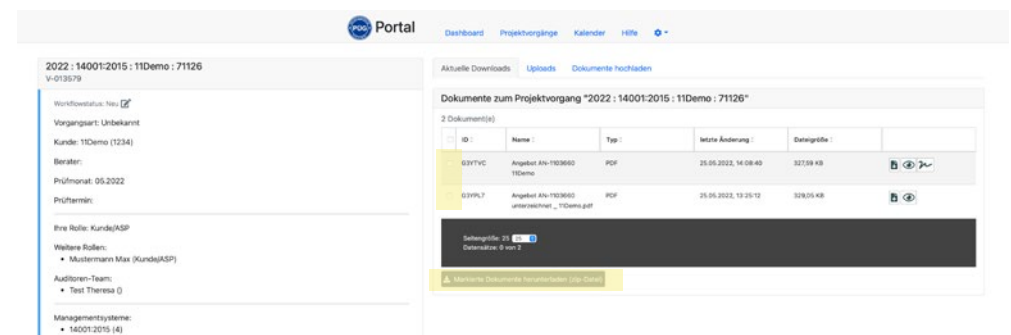 POG Portal
Dashboard Projektvorgänge Kalender Hilfe
2022 : 14001:2015 : 11Demo : 71126
V-013579
Workflowstatus: Neu
Vorgangsart: Unbekannt
Kunde: 11Demo (1234)
Berater:
Prüfmonat: 05.2022
Prüftermin:
Ihre Rolle: Kunde/ASP
Weitere Rollen:
Mustermann Max (Kunde/ASP)
Auditoren-Team:
Test Theresa ()
Managementsysteme:
14001:2015 (4)
Aktuelle Downloads Uploads Dokumente hochladen
Dokumente zum Projektvorgang "2022 : 14001:2015 : 11Demo : 71126"
2 Dokument(e)
ID Name Typ letzte Änderung Dateigröße
G3YTVC Angebot AN-1103660 PDF 25.05.2022, 14:08:40 327,59 KB
11Demo
G3YPL7 Angebot AN-1103660 PDF 25.05.2022, 13:25:12 329,05 KB
unterzeichnet _ 11Demo.pdf
Seitengröße: 25 25
Datensätze: 0 von 2
Markierte Dokumente herunterladen (zip-Datei)